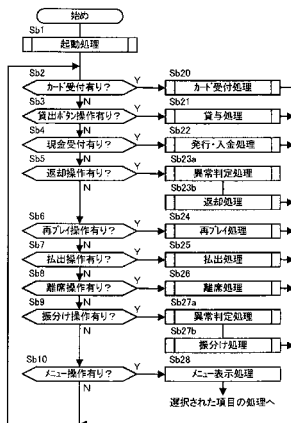 始め
Sb1
起動処理
Sb2
カード受付有り?
Y
Sb20
カード受付処理
N
Sb3
貸出ボタン操作有り?
Y
Sb21
貸与処理
N
Sb4
現金受付有り?
Y
Sb22
発行・入金処理
N
Sb5
返却操作有り?
Y
Sb23a
異常判定処理
N
Sb23b
返却処理
Sb6
再プレイ操作有り?
Y
Sb24
再プレイ処理
N
Sb7
払出操作有り?
Y
Sb25
払出処理
N
Sb8
離席操作有り?
Y
Sb26
離席処理
N
Sb9
振分け操作有り?
Y
Sb27a
異常判定処理
N
Sb27b
振分け処理
Sb10
メニュー操作有り?
Y
Sb28
メニュー表示処理
N
選択された項目の処理へ